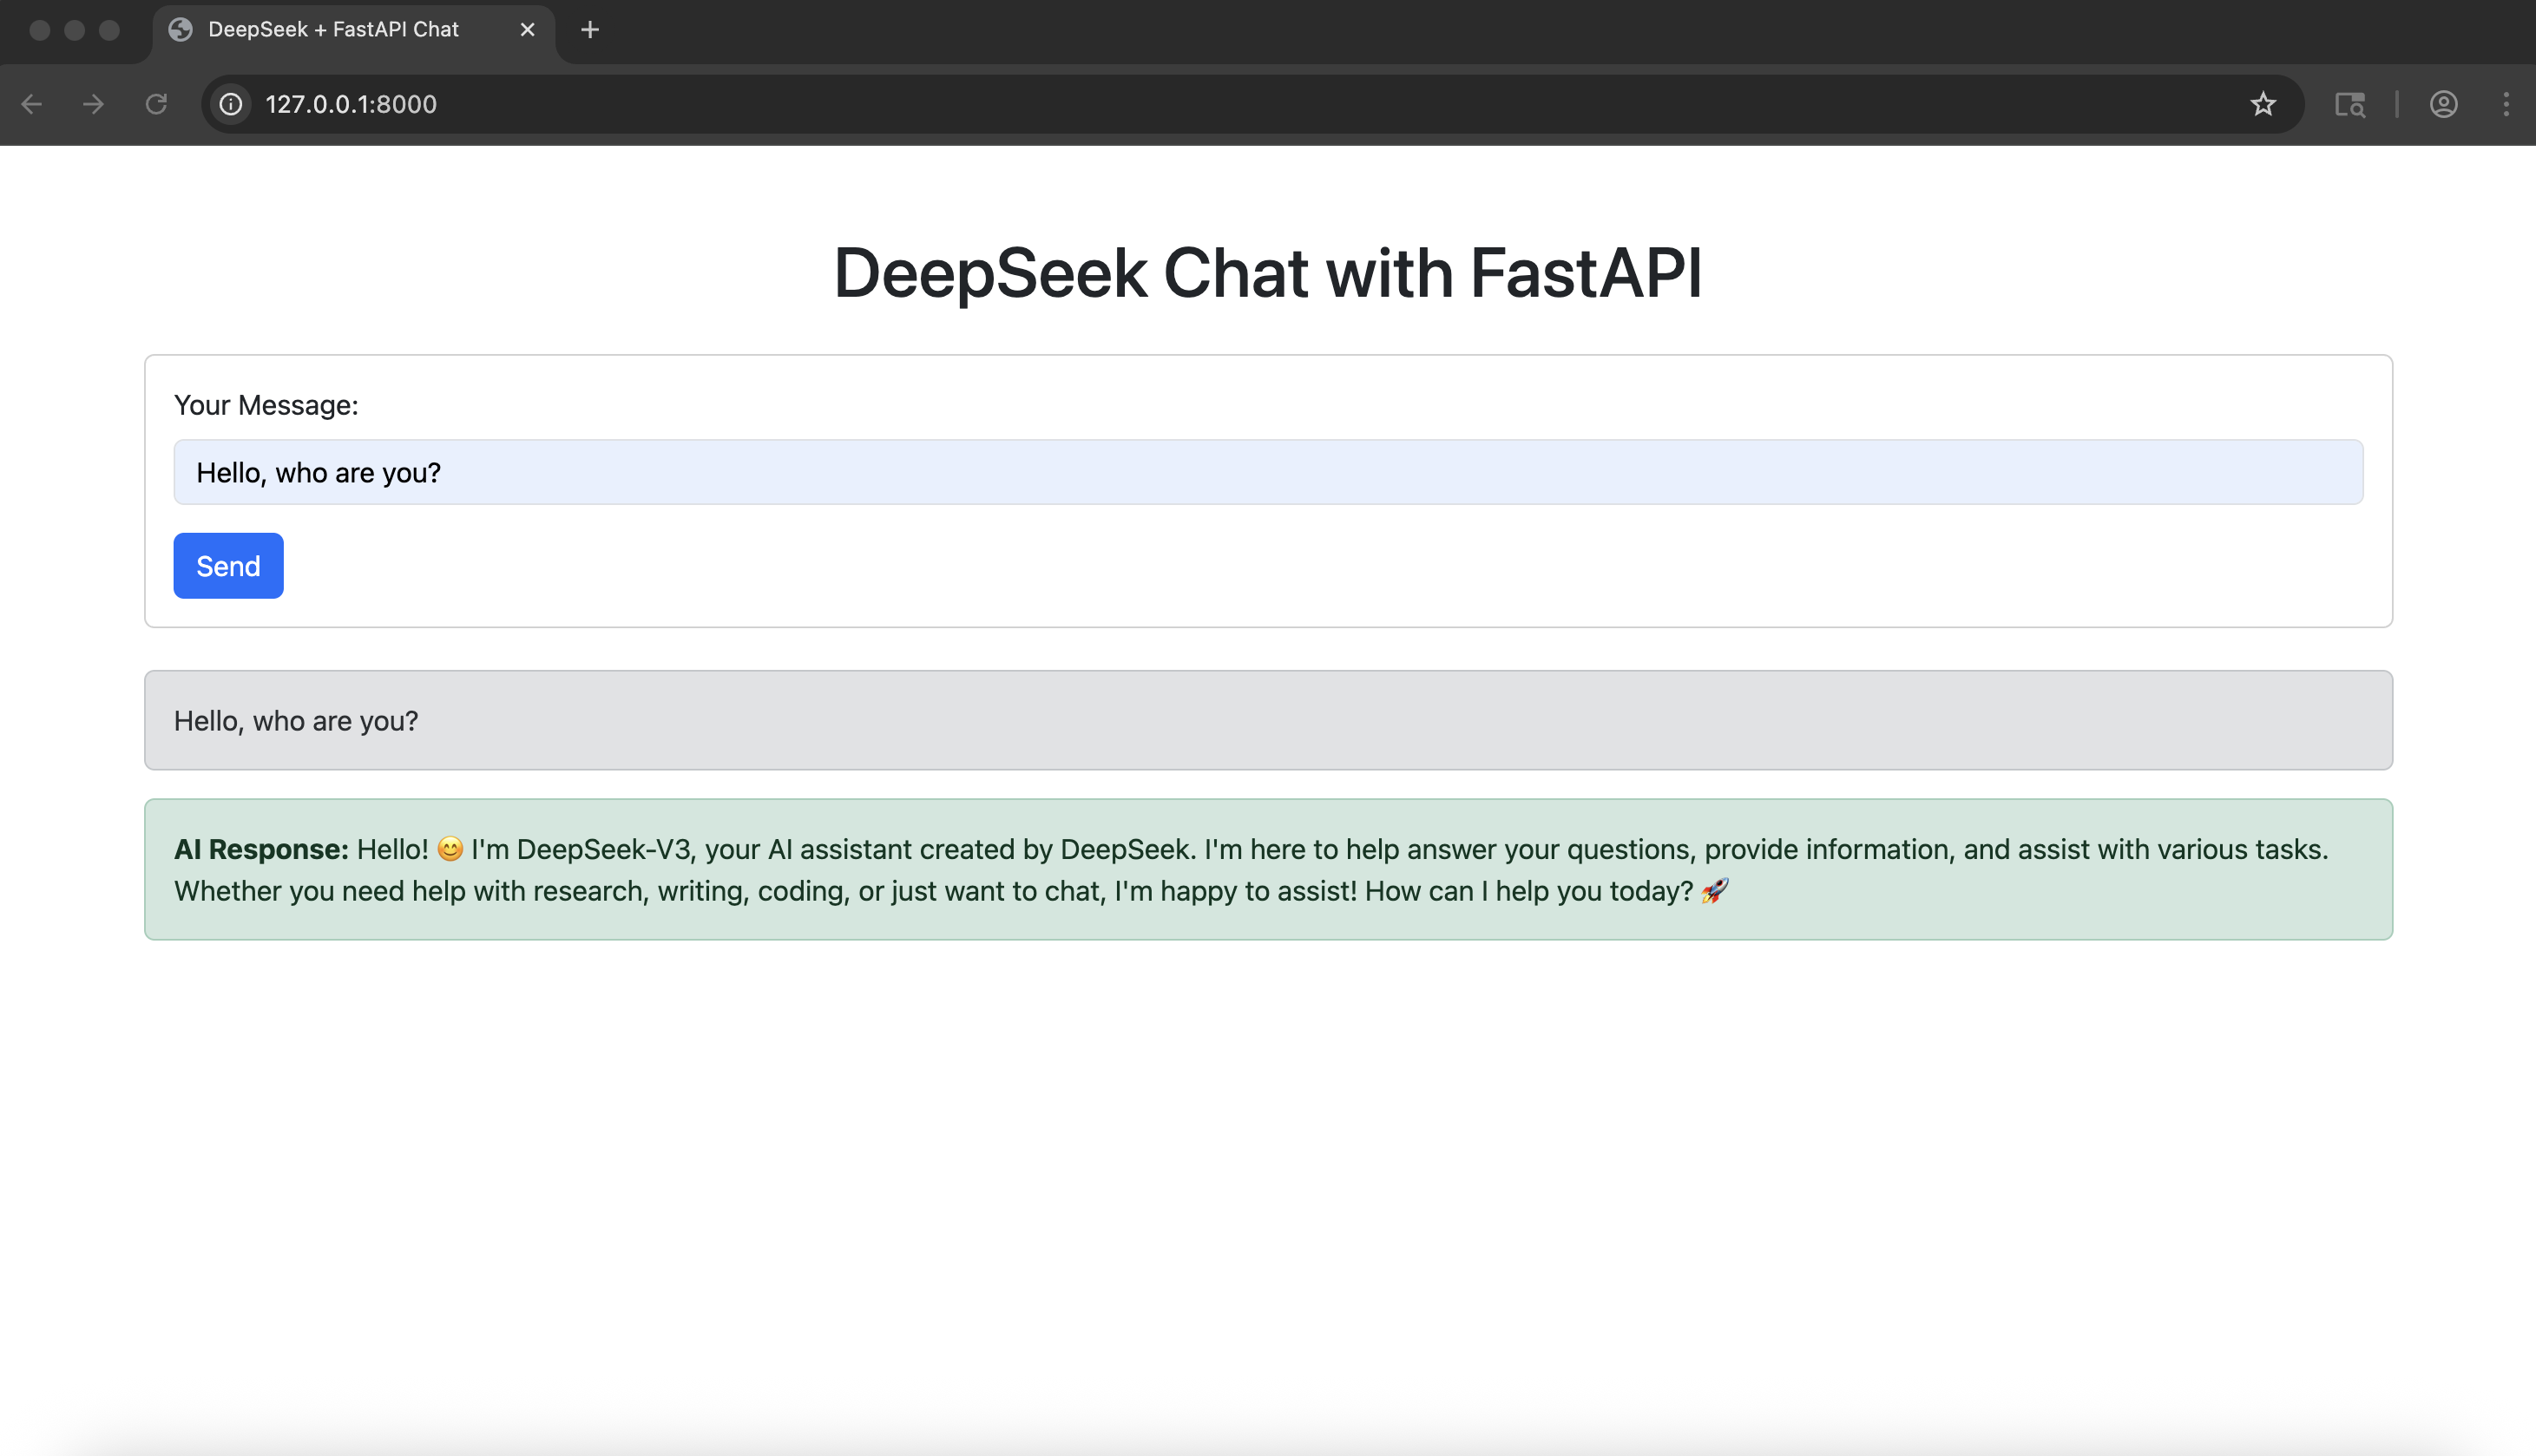 DeepSeek + FastAPI Chat
127.0.0.1:8000
DeepSeek Chat with FastAPI
Your Message:
Hello, who are you?
Send
Hello, who are you?
AI Response: Hello! 😊 I'm DeepSeek-V3, your AI assistant created by DeepSeek. I'm here to help answer your questions, provide information, and assist with various tasks.
Whether you need help with research, writing, coding, or just want to chat, I'm happy to assist! How can I help you today? 🚀